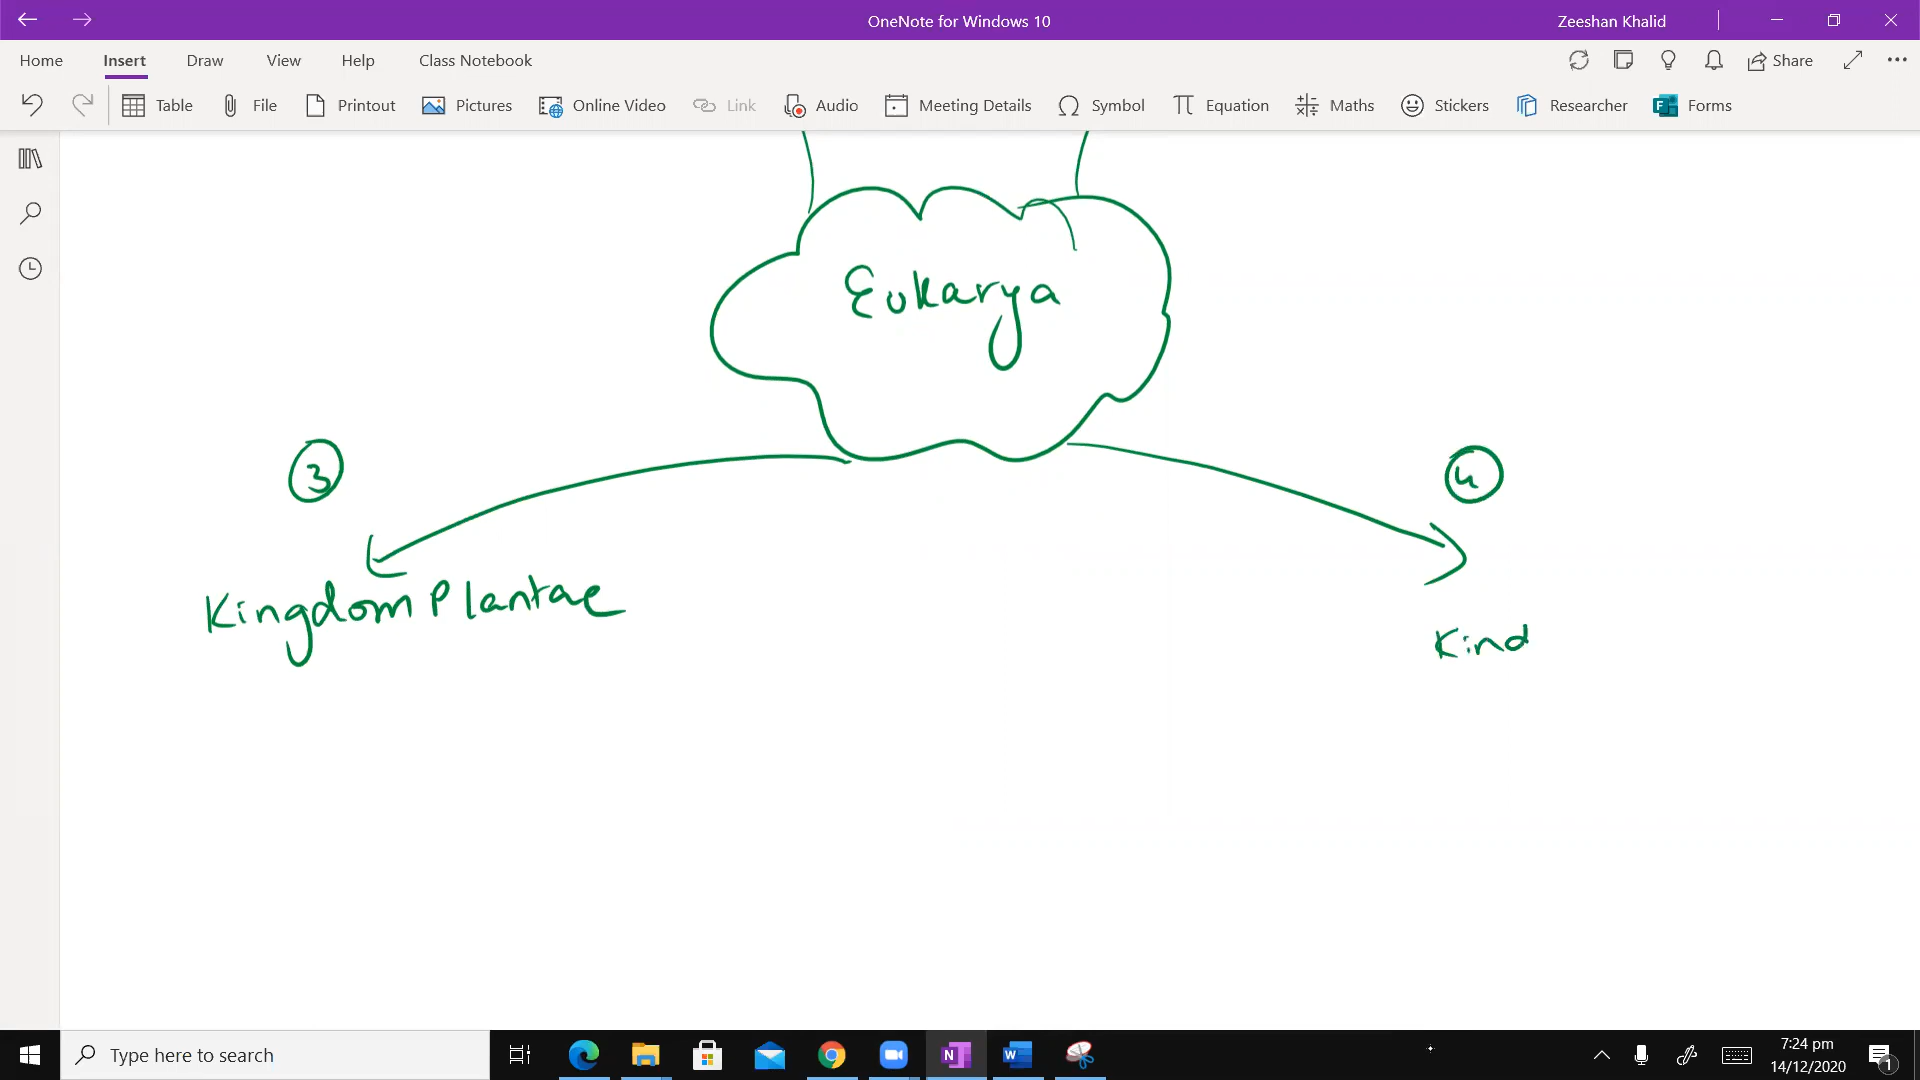 OneNote for Windows 10
Zeeshan Khalid
Home Insert Draw View Help Class Notebook
Share
Table File Printout Pictures Online Video Link Audio Meeting Details Symbol Equation Maths Stickers Researcher Forms
Eukarya
3
4
Kingdom Plantae
Kind
Type here to search
7:24 pm
14/12/2020
1